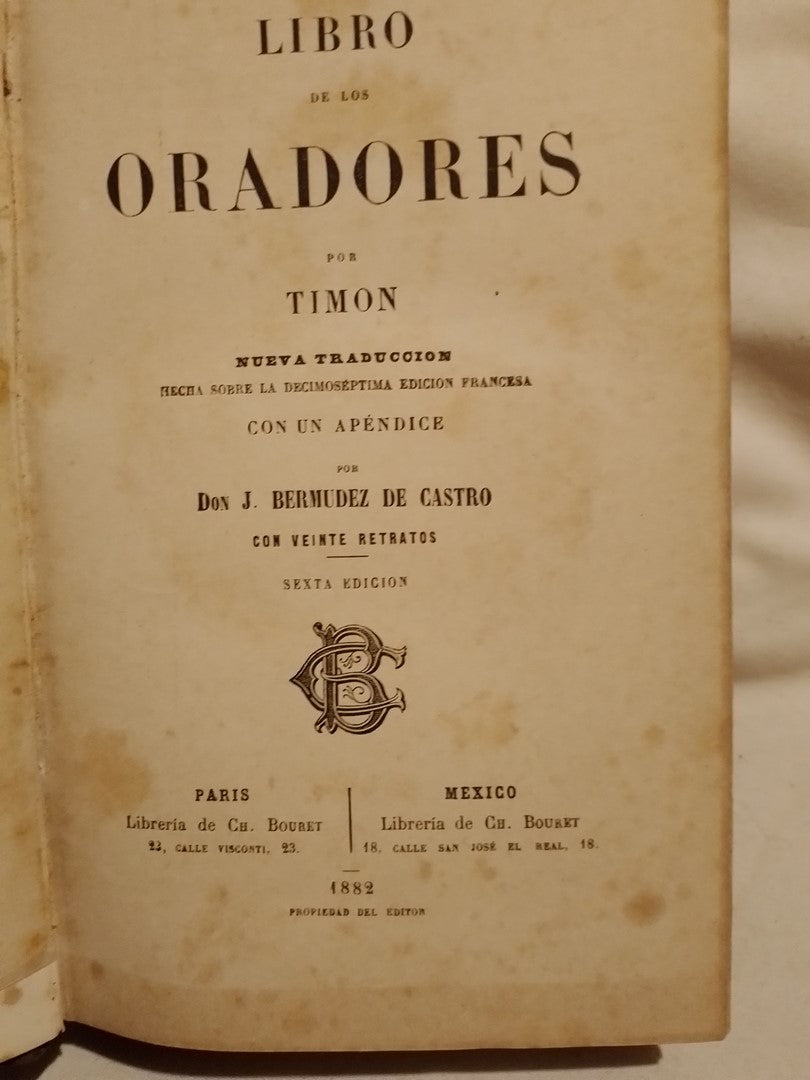 LIBRO
DE LOS
ORADORES
POR
TIMON
NUEVA TRADUCCION
HECHA SOBRE LA DECIMOSÉPTIMA EDICION FRANCESA
CON UN APÉNDICE
POR
DON J. BERMUDEZ DE CASTRO
CON VEINTE RETRATOS
SEXTA EDICION
CB
PARIS
Librería de CH. BOURET
23, CALLE VISCONTI, 23.
MEXICO
Librería de CH. BOURET
18, CALLE SAN JOSÉ EL REAL, 18.
1882
PROPIEDAD DEL EDITOR